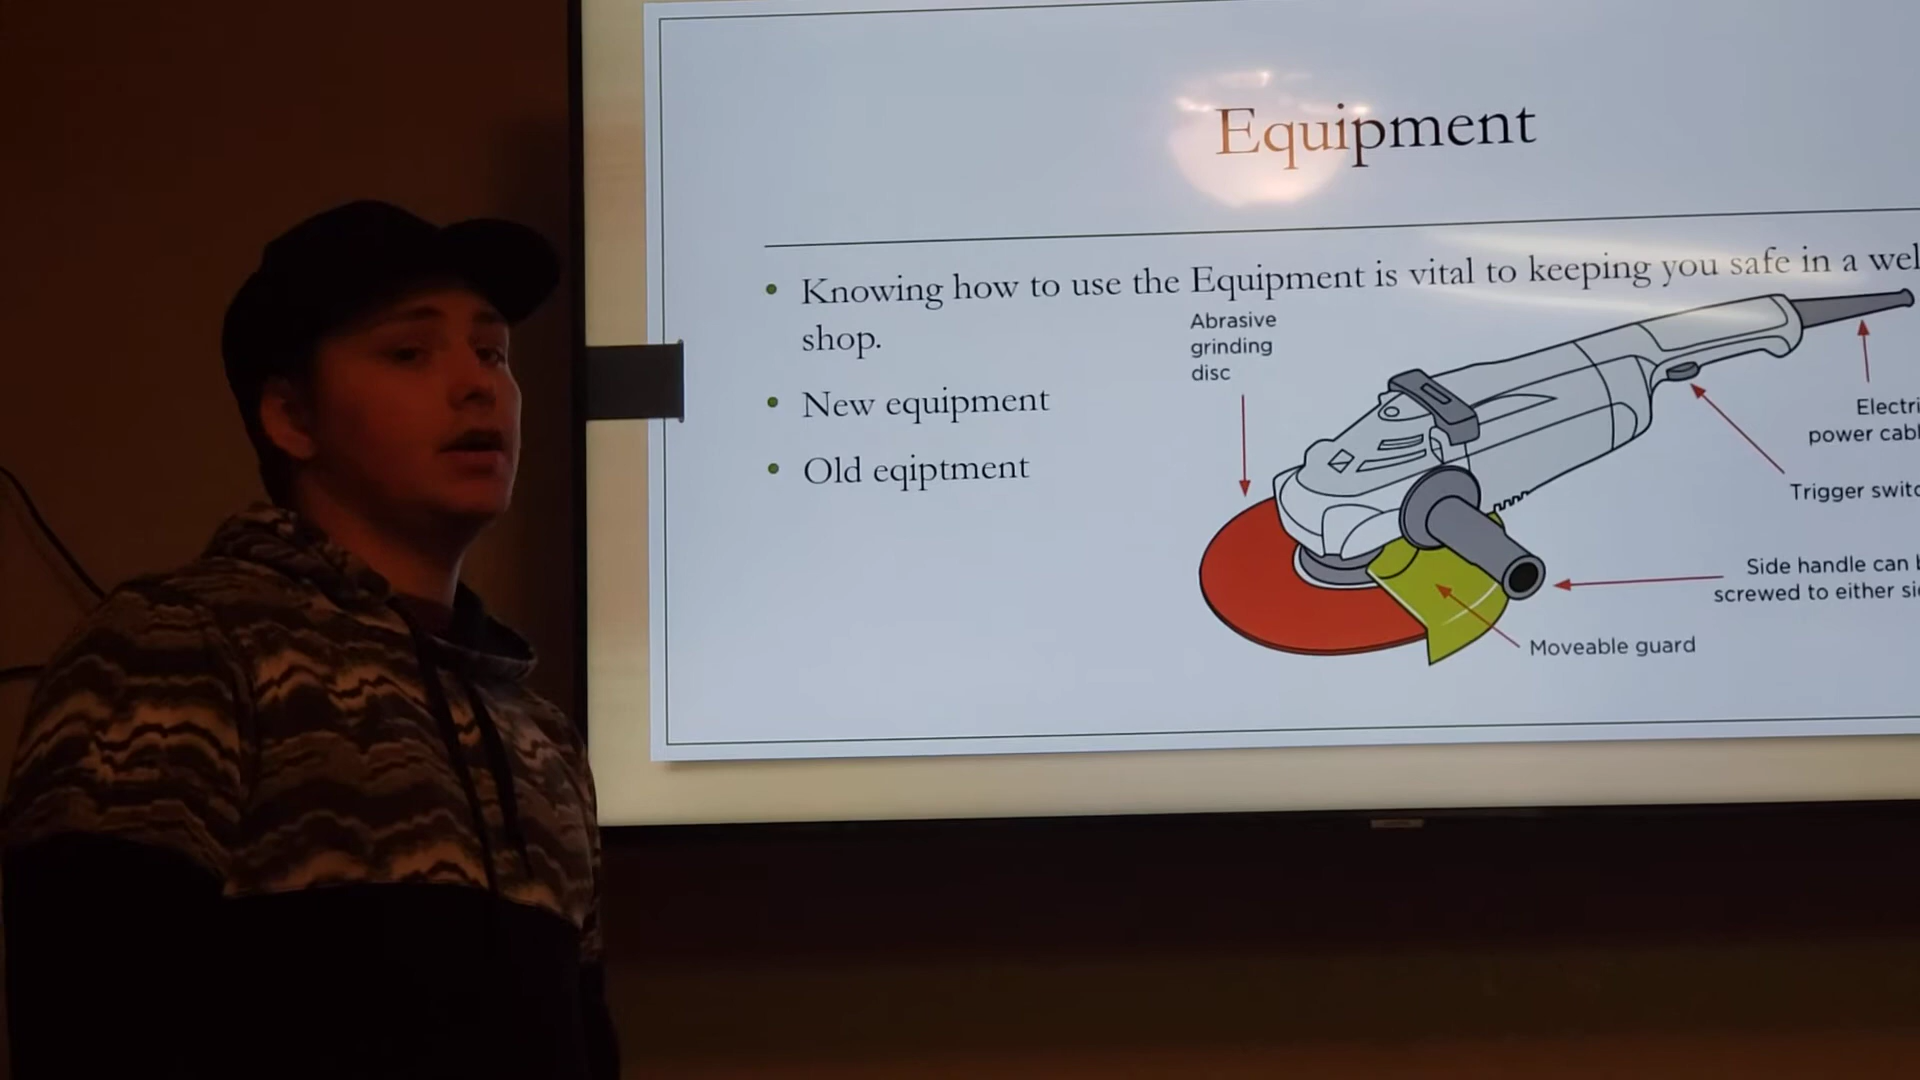 Equipment
Knowing how to use the Equipment is vital to keeping you safe in a wel
shop.
New equipment
Old eqiptment
Abrasive
grinding
disc
Electri
power cabl
Trigger switc
Side handle can b
screwed to either si
Moveable guard